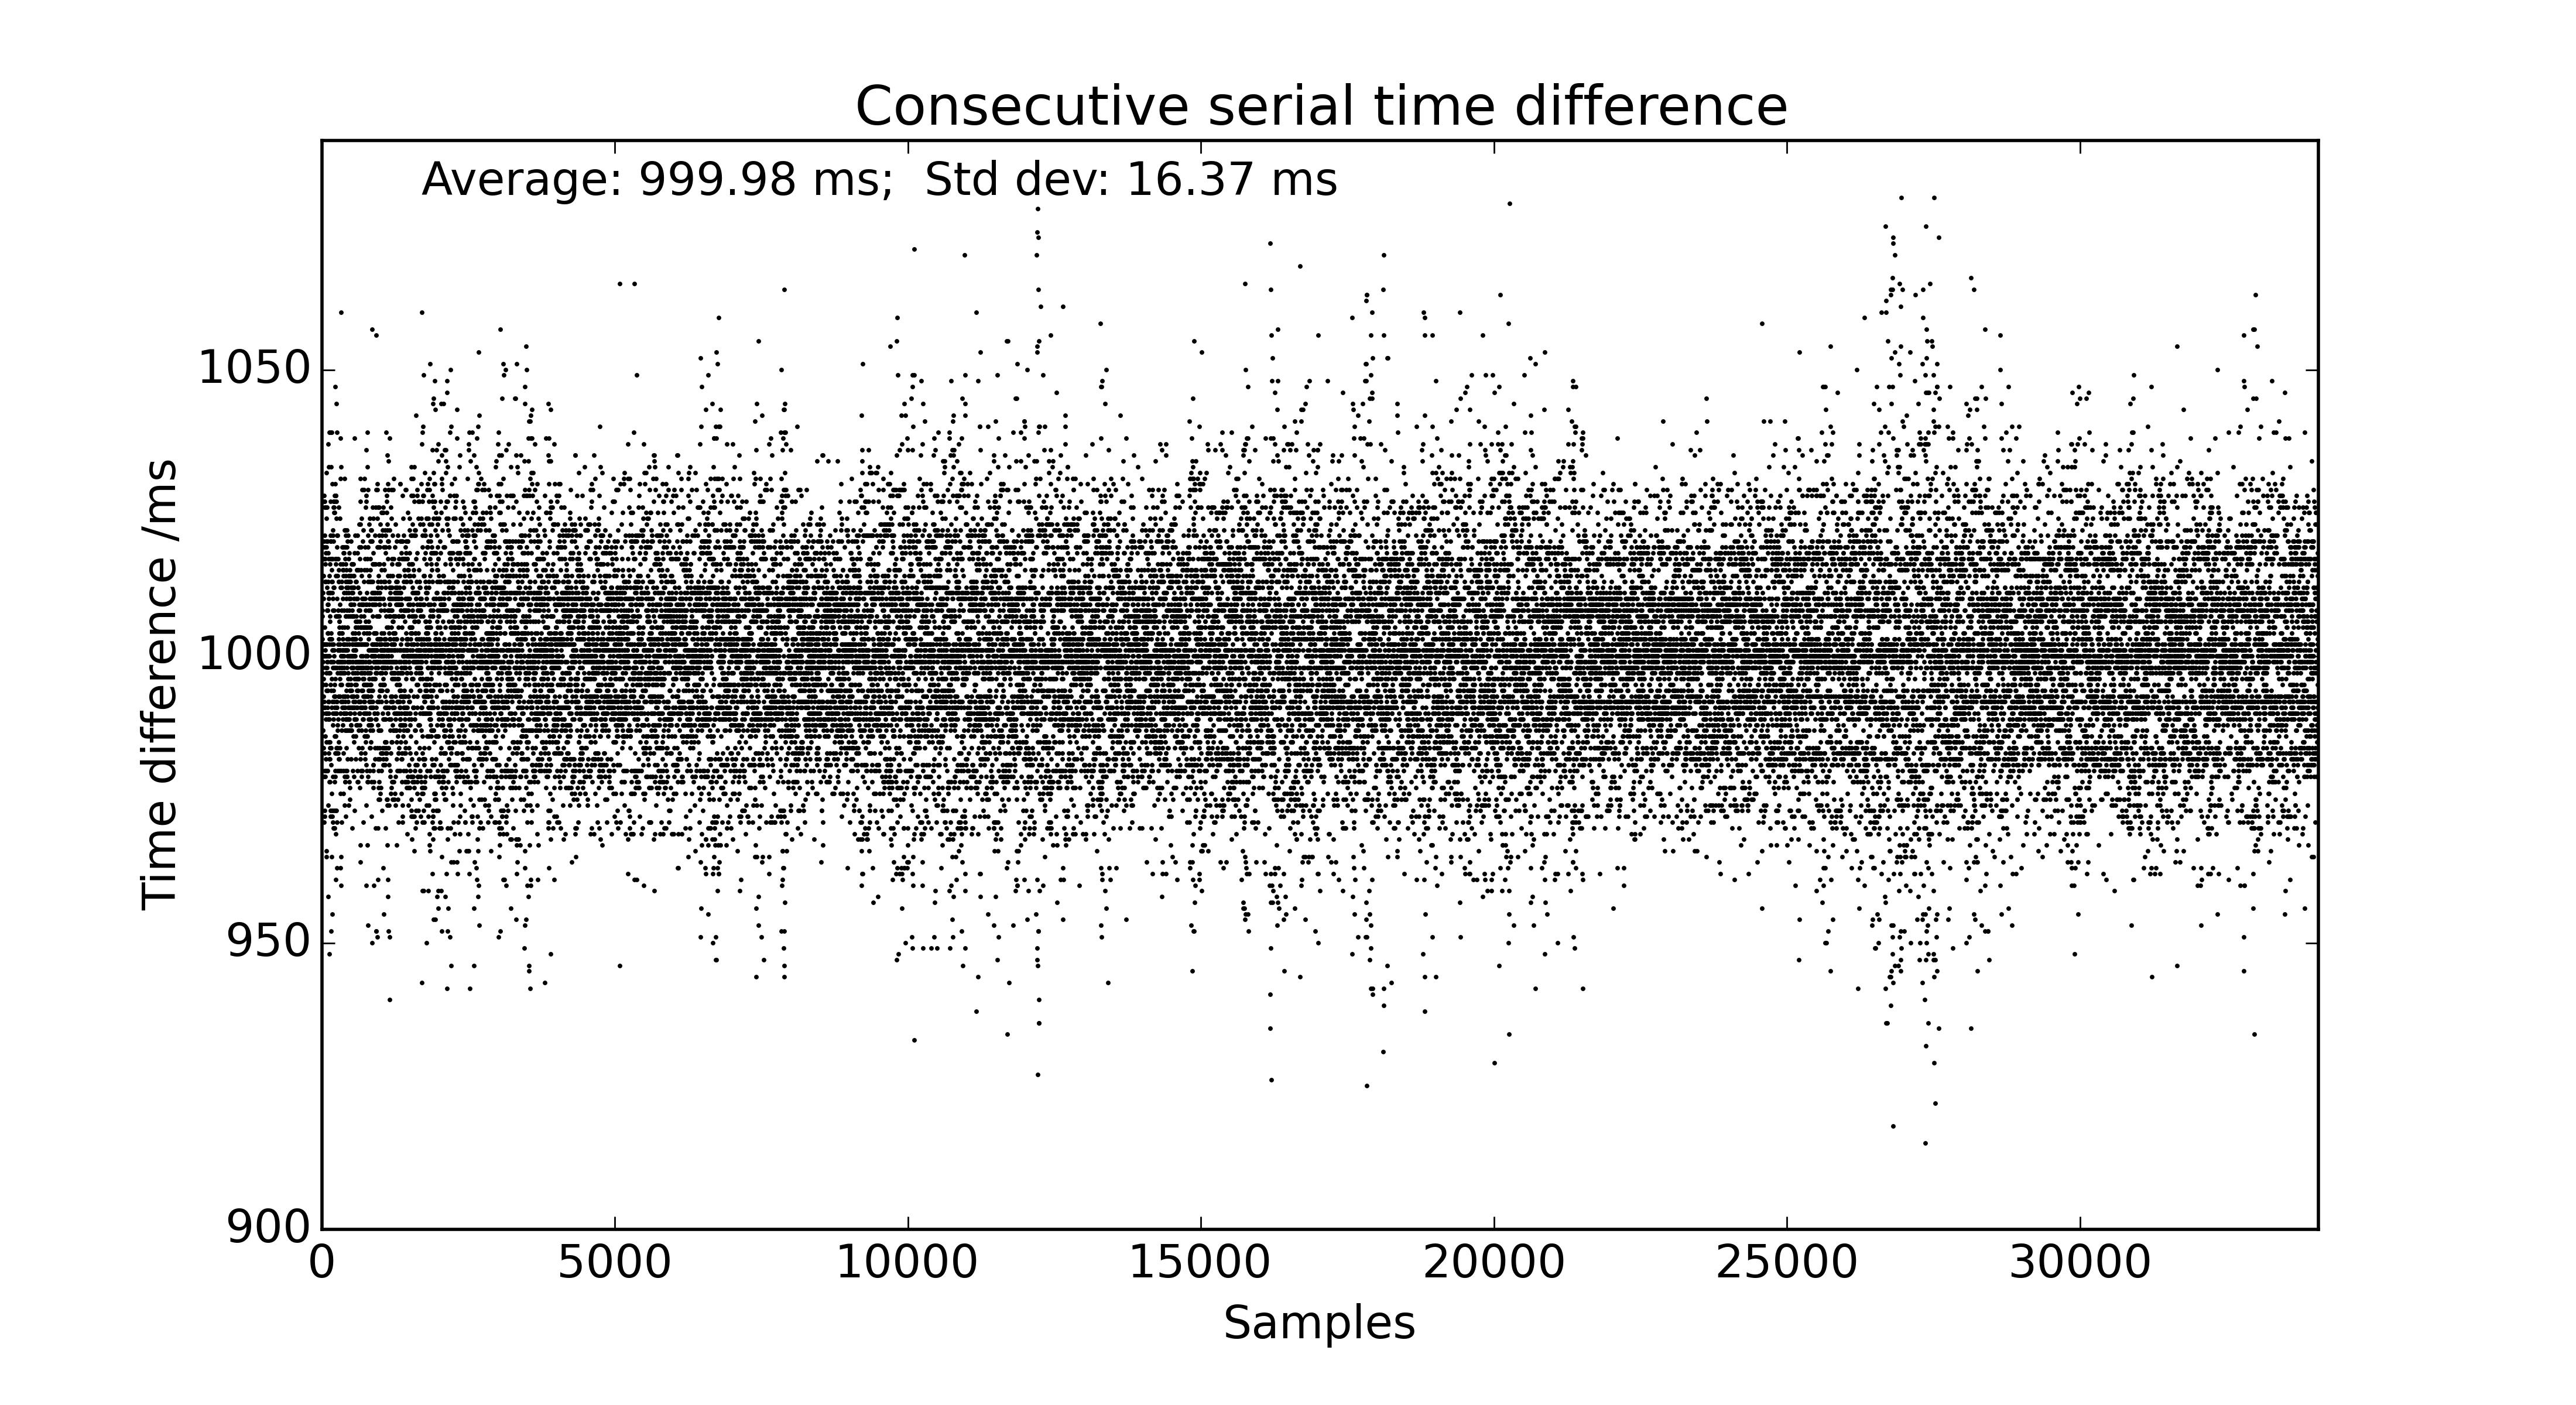 Consecutive serial time difference
Average: 999.98 ms;  Std dev: 16.37 ms
Time difference /ms
1050
1000
950
900
0 5000 10000 15000 20000 25000 30000
Samples